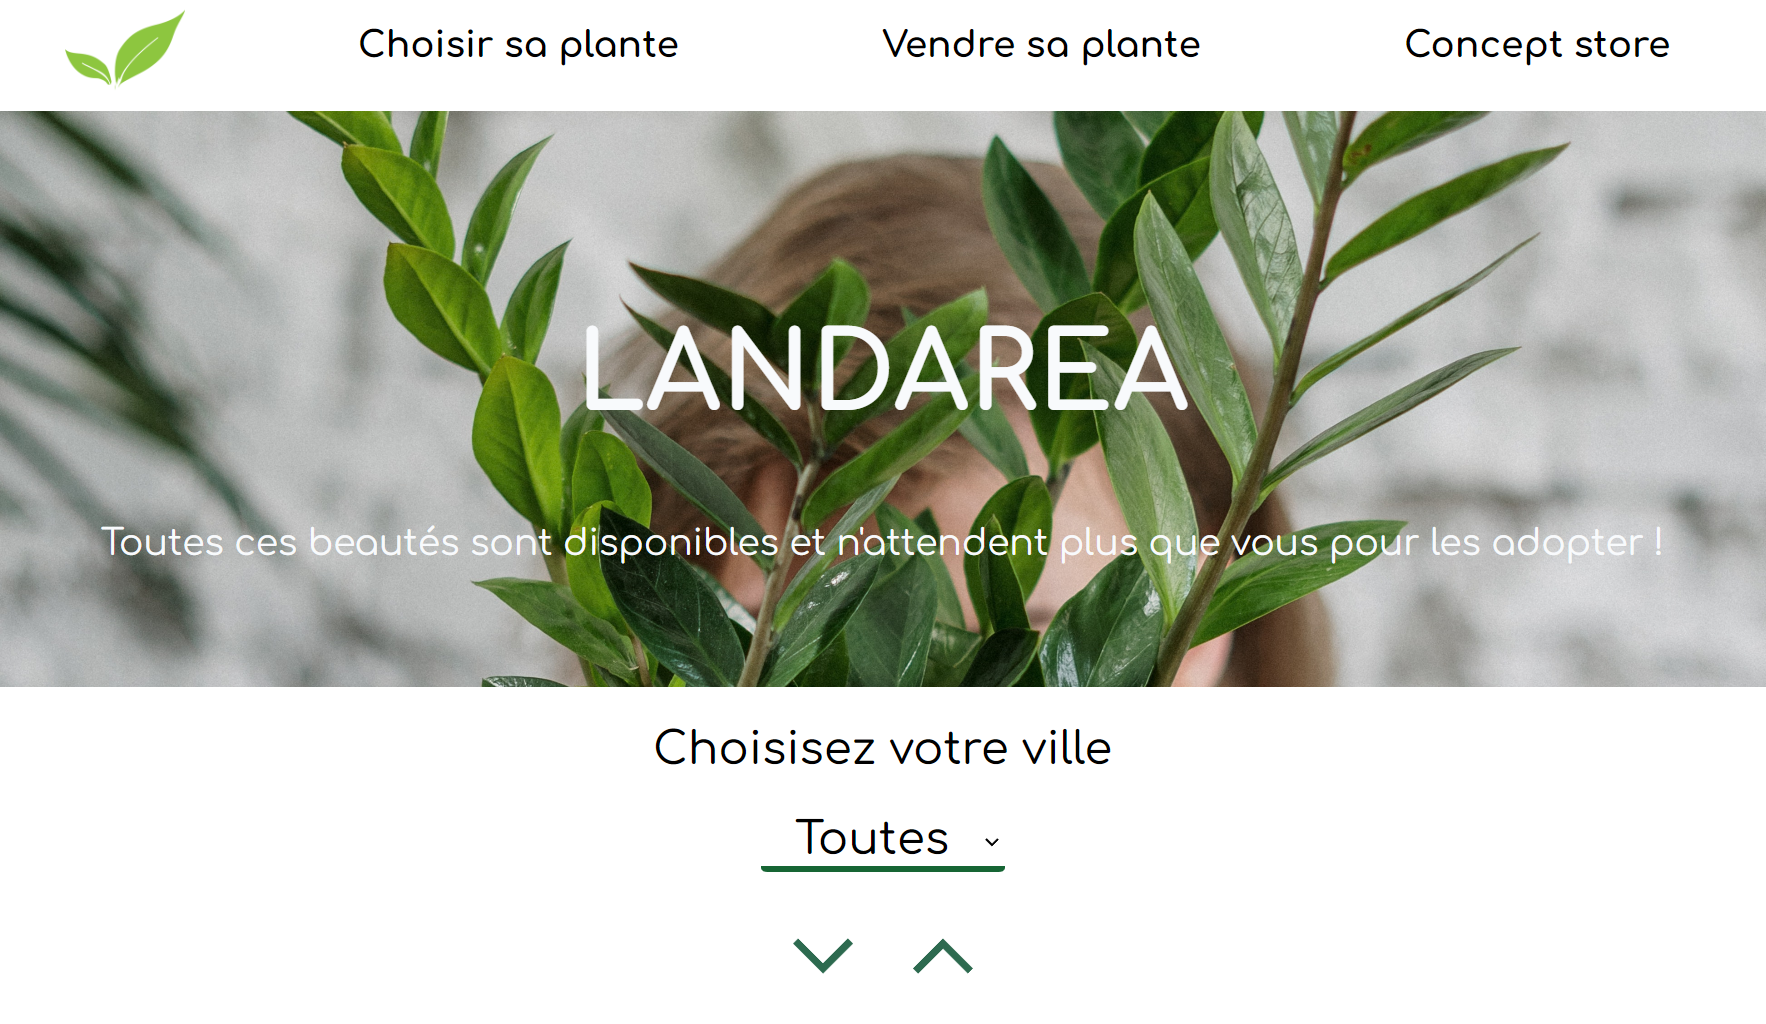 Choisir sa plante
Vendre sa plante
Concept store
LANDAREA
Toutes ces beautés sont disponibles et n'attendent plus que vous pour les adopter !
Choisisez votre ville
Toutes